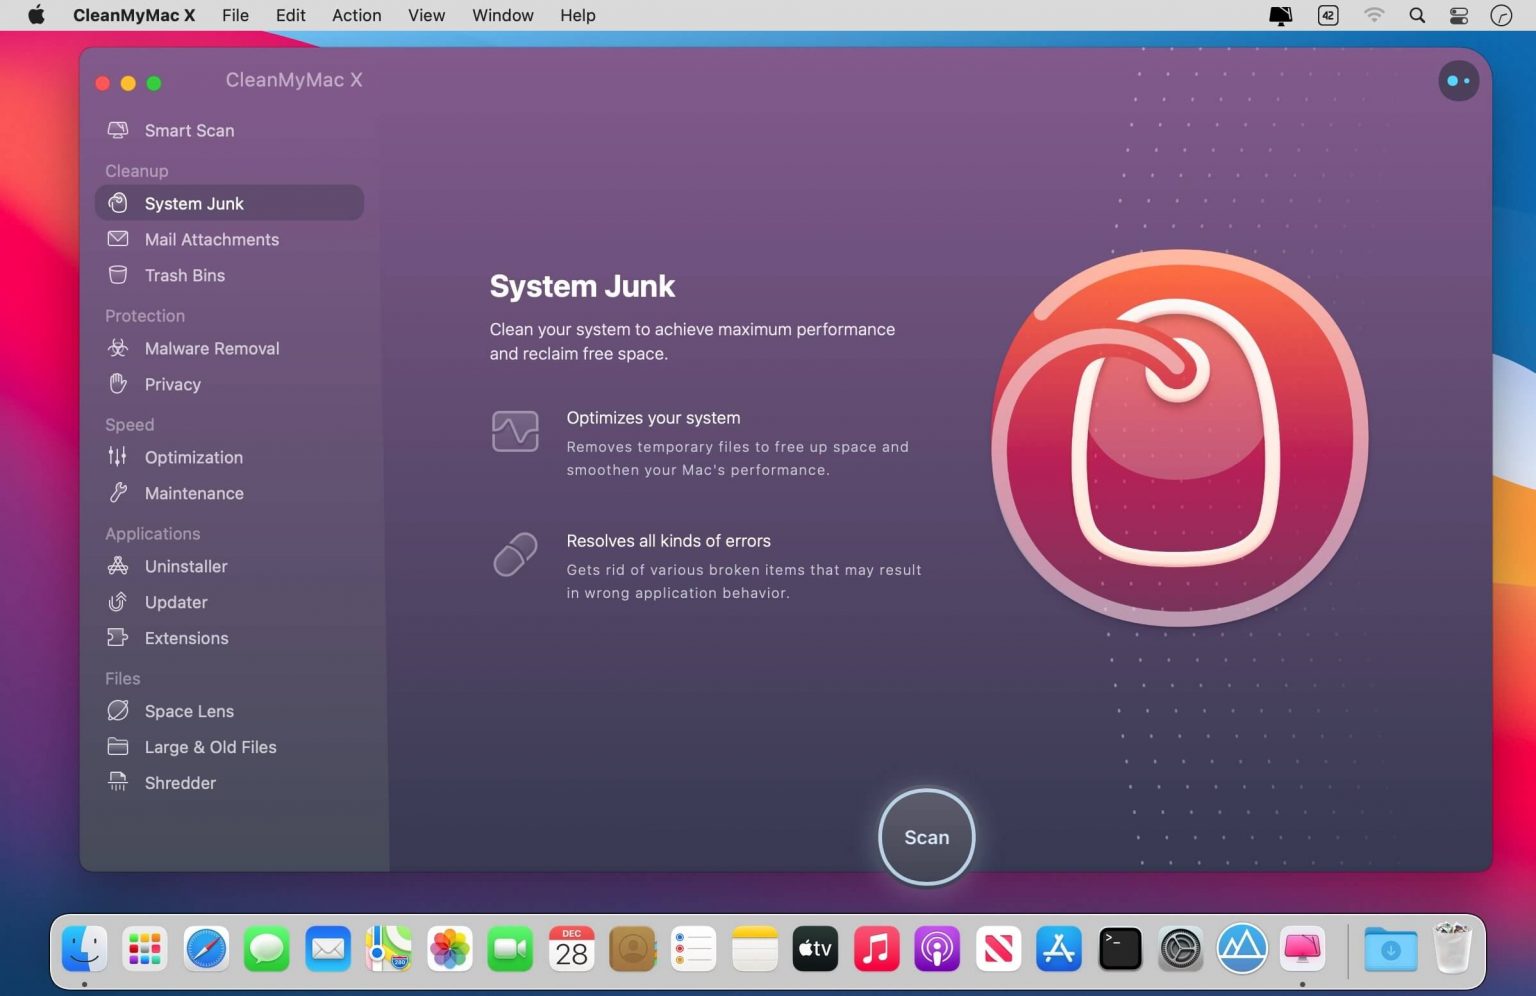 CleanMyMac X File Edit Action View Window Help 42
CleanMyMac X
Smart Scan
Cleanup
System Junk
Mail Attachments
Trash Bins
Protection
Malware Removal
Privacy
Speed
Optimization
Maintenance
Applications
Uninstaller
Updater
Extensions
Files
Space Lens
Large & Old Files
Shredder
System Junk
Clean your system to achieve maximum performance
and reclaim free space.
Optimizes your system
Removes temporary files to free up space and
smoothen your Mac's performance.
Resolves all kinds of errors
Gets rid of various broken items that may result
in wrong application behavior.
Scan
280
DEC
28
tv
>_